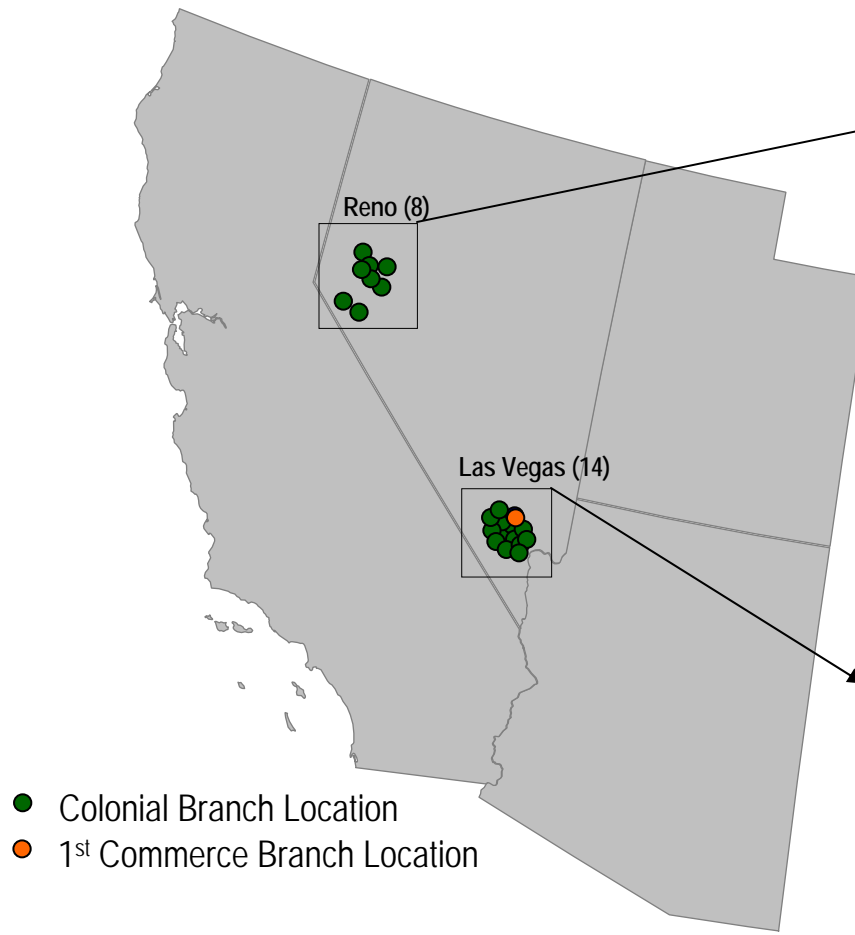 Reno (8)
Las Vegas (14)
Colonial Branch Location
1st Commerce Branch Location